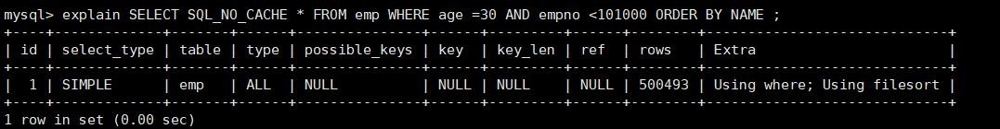 mysql> explain SELECT SQL_NO_CACHE * FROM emp WHERE age =30 AND empno <101000 ORDER BY NAME ;
+----+-------------+-------+------+---------------+------+---------+------+--------+-----------------------------+
| id | select_type | table | type | possible_keys | key | key_len | ref | rows | Extra |
+----+-------------+-------+------+---------------+------+---------+------+--------+-----------------------------+
| 1 | SIMPLE | emp | ALL | NULL | NULL | NULL | NULL | 500493 | Using where; Using filesort |
+----+-------------+-------+------+---------------+------+---------+------+--------+-----------------------------+
1 row in set (0.00 sec)